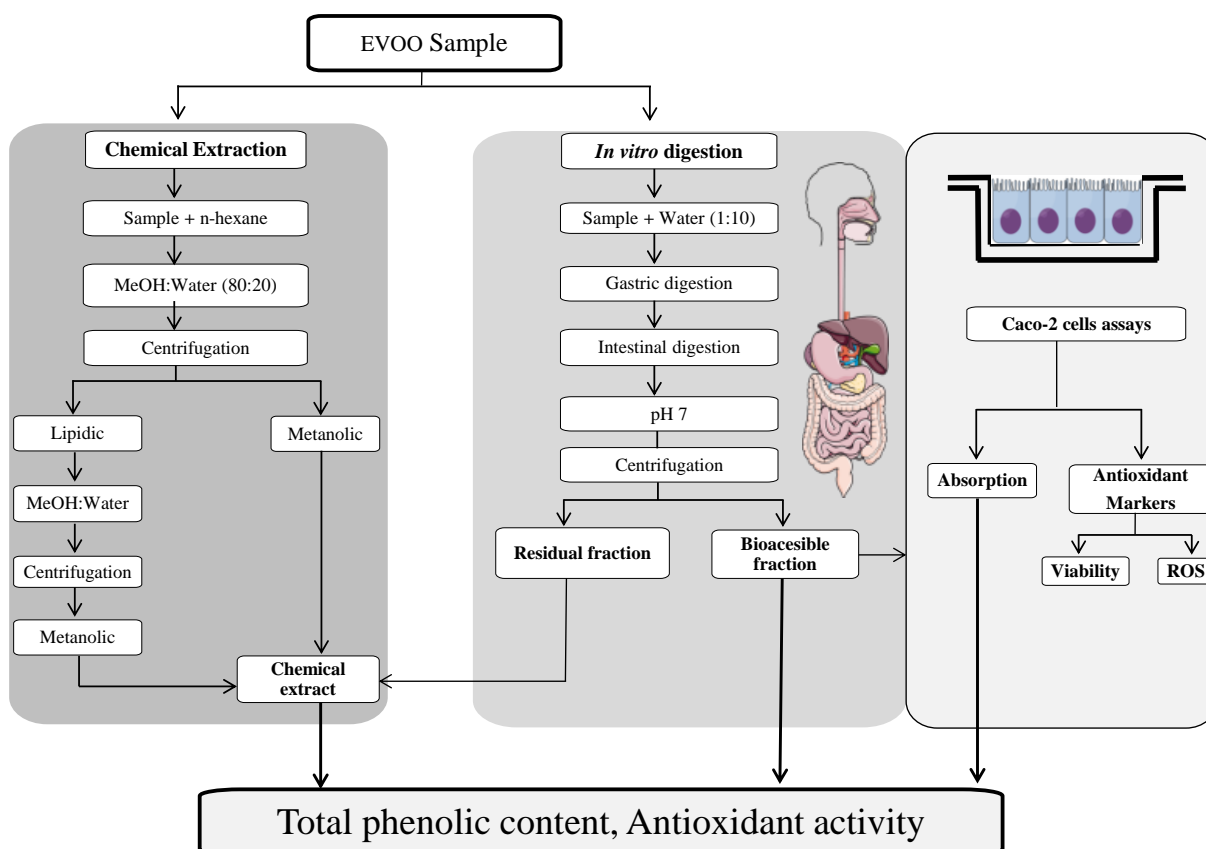 EVOO Sample
Chemical Extraction
Sample + n-hexane
MeOH:Water (80:20)
Centrifugation
Lipidic
Metanolic
MeOH:Water
Centrifugation
Metanolic
Chemical
extract
In vitro digestion
Sample + Water (1:10)
Gastric digestion
Intestinal digestion
pH 7
Centrifugation
Residual fraction
Bioacesible
fraction
Caco-2 cells assays
Absorption
Antioxidant
Markers
Viability
ROS
Total phenolic content, Antioxidant activity